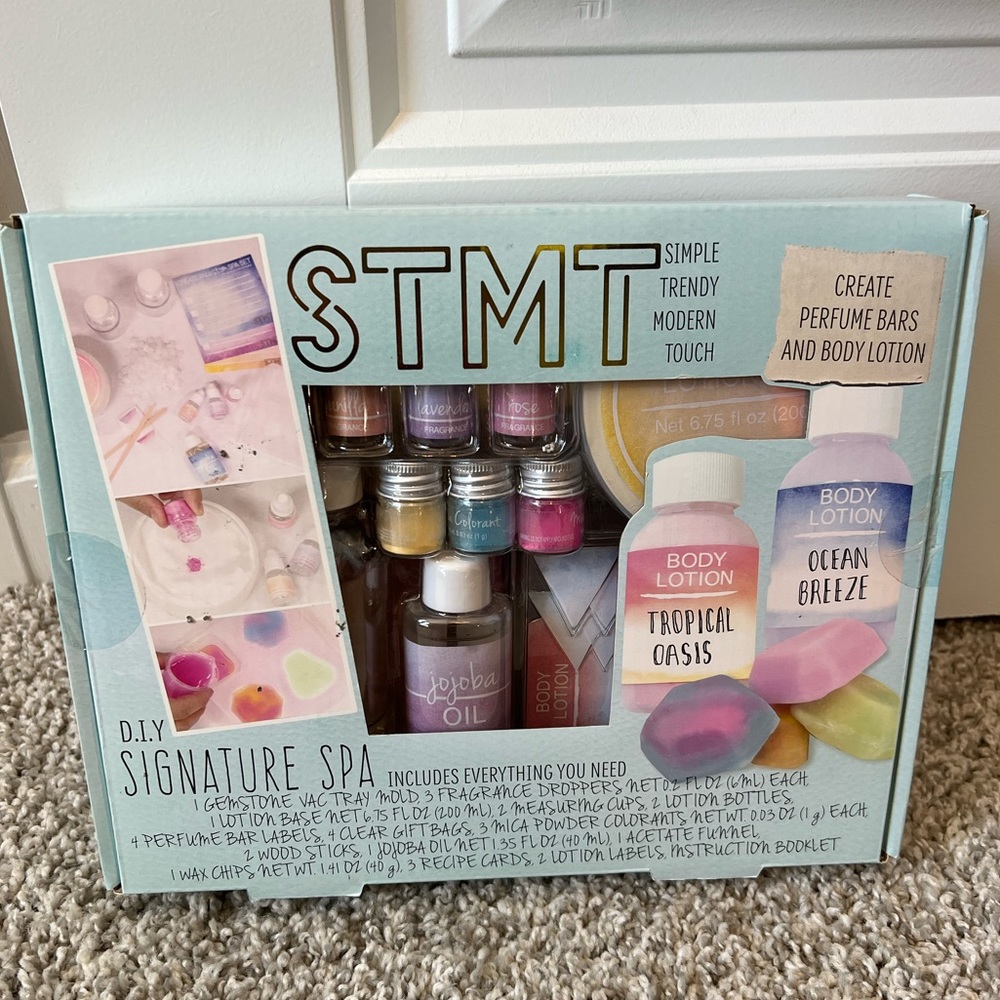 STMT
SIMPLE
TRENDY
MODERN
TOUCH
CREATE
PERFUME BARS
AND BODY LOTION
lavender
rose
FRAGRANCE
FRAGRANCE
Net 6.75 fl oz (200
Colorant
jojoba
OIL
BODY
LOTION
BODY
LOTION
TROPICAL
OASIS
BODY
LOTION
OCEAN
BREEZE
D.I.Y
SIGNATURE SPA
INCLUDES EVERYTHING YOU NEED
1 GEMSTONE VAC TRAY MOLD, 3 FRAGRANCE DROPPERS NET 0.2 FL OZ (6ML) EACH,
1 LOTION BASE NET 6.75 FL OZ (200 ML), 2 MEASURING CUPS, 2 LOTION BOTTLES,
4 PERFUME BAR LABELS, 4 CLEAR GIFT BAGS, 3 MICA POWDER COLORANTS NET WT. 0.03 OZ (1 g) EACH,
2 WOOD STICKS, 1 JOJOBA OIL NET 1.35 FL OZ (40 ML), 1 ACETATE FUNNEL,
1 WAX CHIPS NET WT. 1.41 OZ (40 g), 3 RECIPE CARDS, 2 LOTION LABELS, INSTRUCTION BOOKLET